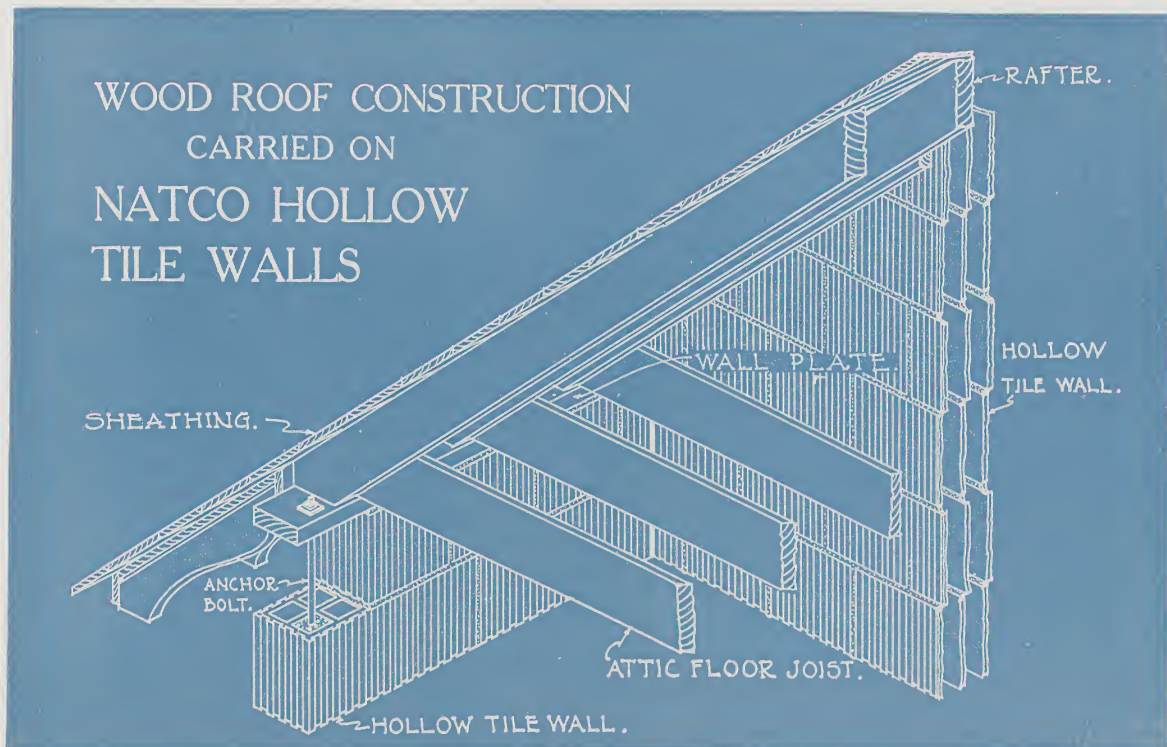 WOOD ROOF CONSTRUCTION
CARRIED ON
NATCO HOLLOW
TILE WALLS
RAFTER.
WALL PLATE.
HOLLOW
TILE WALL.
SHEATHING.
ANCHOR
BOLT.
ATTIC FLOOR JOIST.
HOLLOW TILE WALL.